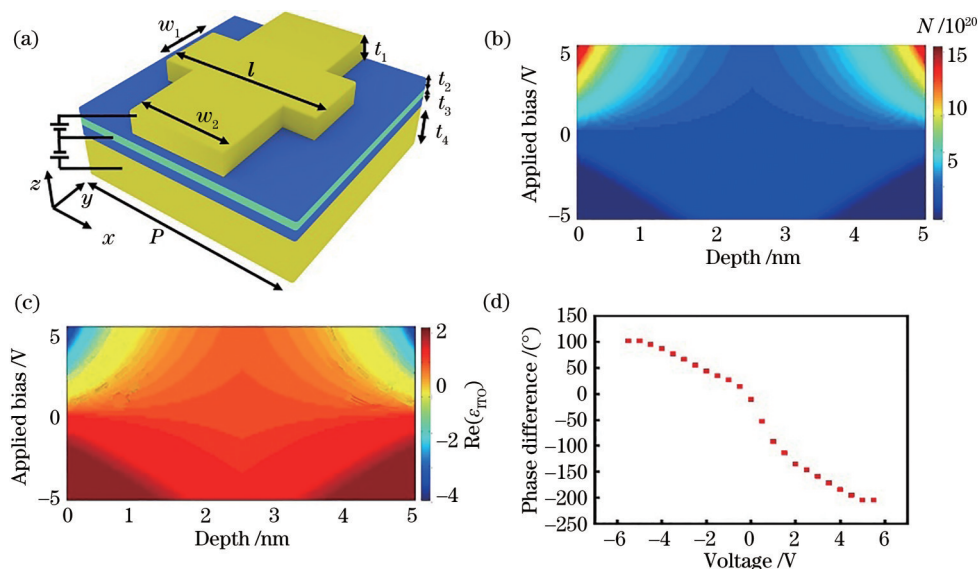 (a)
w1
l
w2
t1
t2
t3
t4
z
y
x
P
(b)
N /10^20
Applied bias /V
5
0
−5
0 1 2 3 4 5
Depth /nm
15
10
5
0
(c)
Applied bias /V
5
0
−5
0 1 2 3 4 5
Depth /nm
2
0
−2
−4
Re(εITO)
(d)
Phase difference /(°)
150
100
50
0
−50
−100
−150
−200
−250
−6 −4 −2 0 2 4 6
Voltage /V